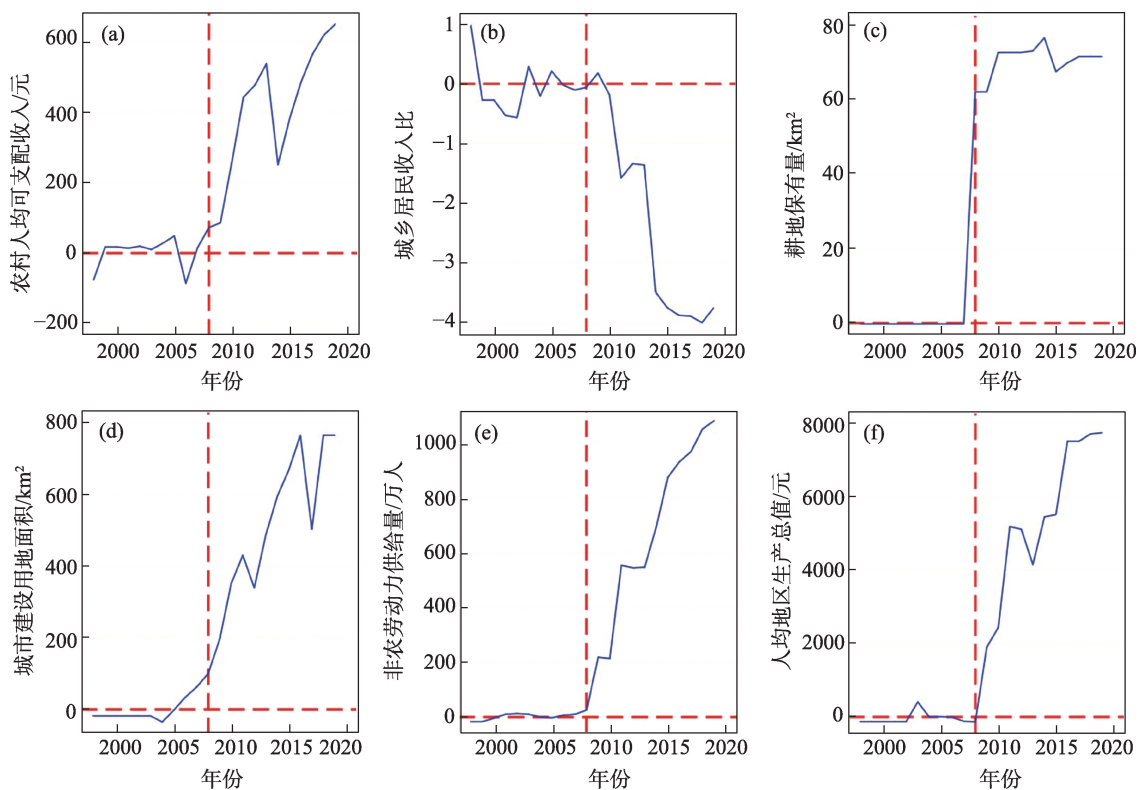 (a)
农村人均可支配收入/元
600
400
200
0
−200
2000 2005 2010 2015 2020
年份
(b)
城乡居民收入比
1
0
−1
−2
−3
−4
2000 2005 2010 2015 2020
年份
(c)
耕地保有量/km²
80
60
40
20
0
2000 2005 2010 2015 2020
年份
(d)
城市建设用地面积/km²
800
600
400
200
0
2000 2005 2010 2015 2020
年份
(e)
非农劳动力供给量/万人
1000
800
600
400
200
0
2000 2005 2010 2015 2020
年份
(f)
人均地区生产总值/元
8000
6000
4000
2000
0
2000 2005 2010 2015 2020
年份